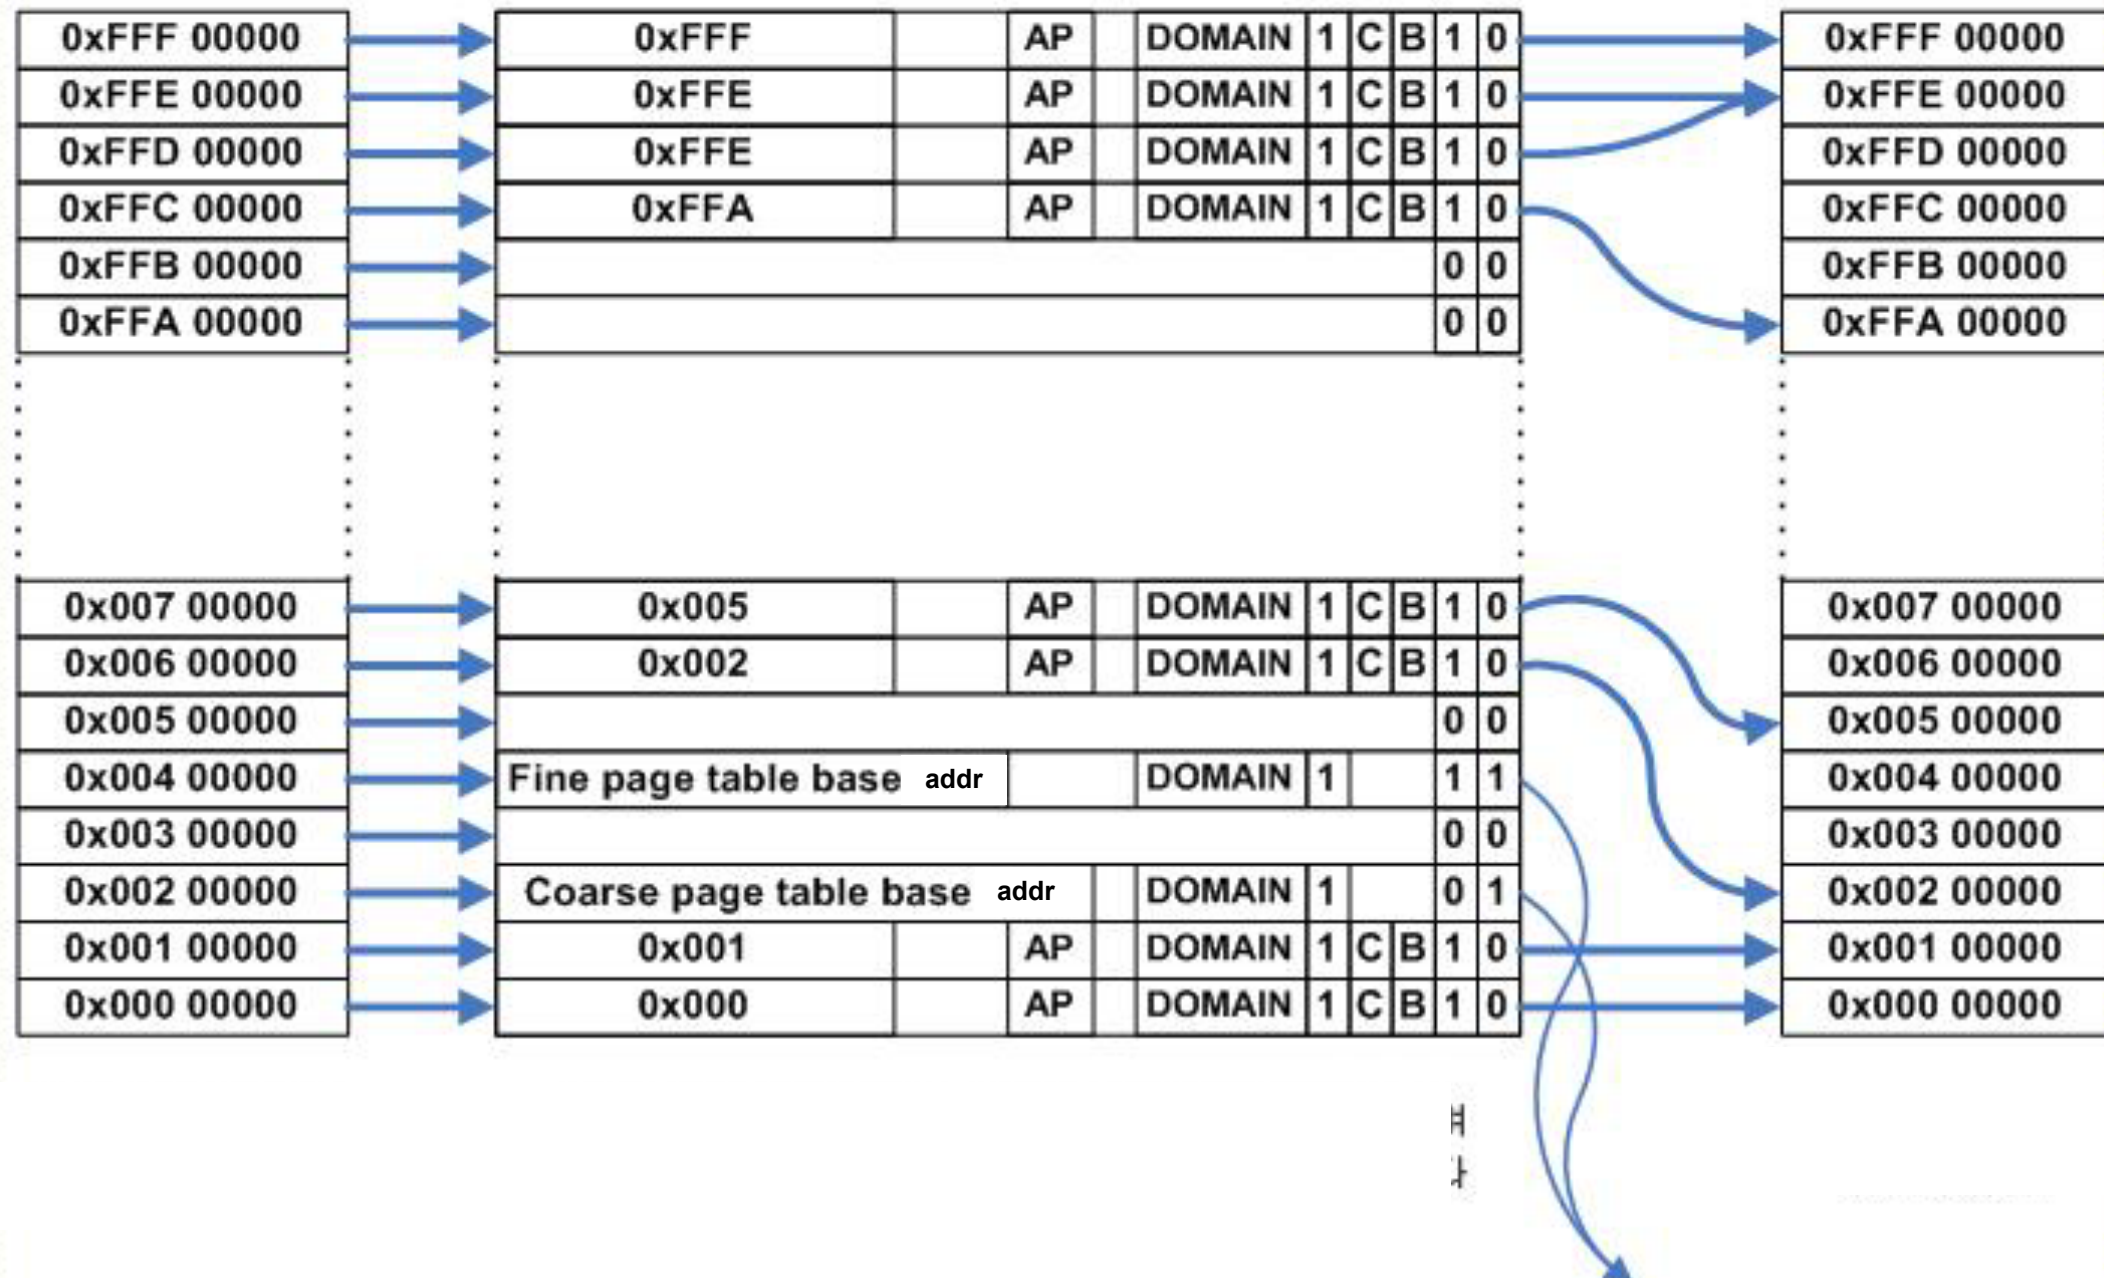 0xFFF 00000 0xFFF AP DOMAIN 1 C B 1 0 0xFFF 00000
0xFFE 00000 0xFFE AP DOMAIN 1 C B 1 0 0xFFE 00000
0xFFD 00000 0xFFE AP DOMAIN 1 C B 1 0 0xFFD 00000
0xFFC 00000 0xFFA AP DOMAIN 1 C B 1 0 0xFFC 00000
0xFFB 00000 0 0 0xFFB 00000
0xFFA 00000 0 0 0xFFA 00000
0x007 00000 0x005 AP DOMAIN 1 C B 1 0 0x007 00000
0x006 00000 0x002 AP DOMAIN 1 C B 1 0 0x006 00000
0x005 00000 0 0 0x005 00000
0x004 00000 Fine page table base addr DOMAIN 1 1 1 0x004 00000
0x003 00000 0 0 0x003 00000
0x002 00000 Coarse page table base addr DOMAIN 1 0 1 0x002 00000
0x001 00000 0x001 AP DOMAIN 1 C B 1 0 0x001 00000
0x000 00000 0x000 AP DOMAIN 1 C B 1 0 0x000 00000